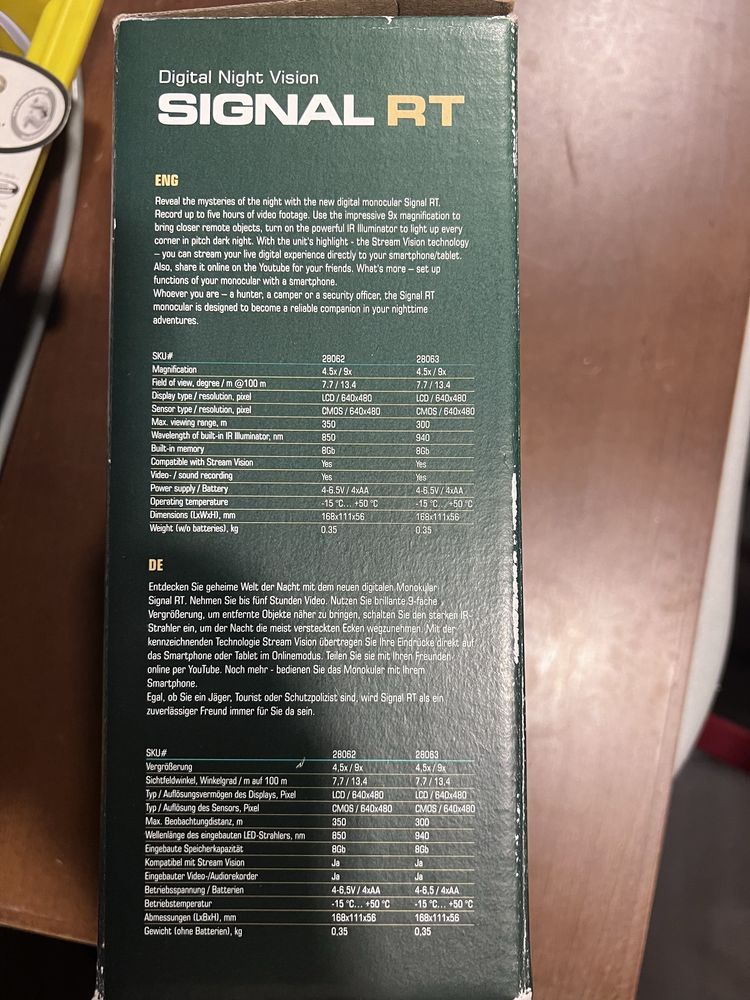 Digital Night Vision
SIGNAL RT
ENG
Reveal the mysteries of the night with the new digital monocular Signal RT.
Record up to five hours of video footage. Use the impressive 9x magnification to
bring closer remote objects, turn on the powerful IR Illuminator to light up every
corner in pitch dark night. With the unit's highlight - the Stream Vision technology
– you can stream your live digital experience directly to your smartphone/tablet.
Also, share it online on the Youtube for your friends. What's more – set up
functions of your monocular with a smartphone.
Whoever you are – a hunter, a camper or a security officer, the Signal RT
monocular is designed to become a reliable companion in your nighttime
adventures.
SKU# 28062 28063
Magnification 4.5x / 9x 4.5x / 9x
Field of view, degree / m @100 m 7.7 / 13.4 7.7 / 13.4
Display type / resolution, pixel LCD / 640x480 LCD / 640x480
Sensor type / resolution, pixel CMOS / 640x480 CMOS / 640x480
Max. viewing range, m 350 300
Wavelength of built-in IR Illuminator, nm 850 940
Built-in memory 8Gb 8Gb
Compatible with Stream Vision Yes Yes
Video- / sound recording Yes Yes
Power supply / Battery 4-6.5V / 4xAA 4-6.5V / 4xAA
Operating temperature -15 °C... +50 °C -15 °C... +50 °C
Dimensions (LxWxH), mm 168x111x56 168x111x56
Weight (w/o batteries), kg 0.35 0.35
DE
Entdecken Sie geheime Welt der Nacht mit dem neuen digitalen Monokular
Signal RT. Nehmen Sie bis fünf Stunden Video. Nutzen Sie brillante 9-fache
Vergrößerung, um entfernte Objekte näher zu bringen, schalten Sie den starken IR-
Strahler ein, um der Nacht die meist versteckten Ecken wegzunehmen. Mit der
kennzeichnenden Technologie Stream Vision übertragen Sie Ihre Eindrücke direkt auf
das Smartphone oder Tablet im Onlinemodus. Teilen Sie sie mit Ihren Freunden
online per YouTube. Noch mehr - bedienen Sie das Monokular mit Ihrem
Smartphone.
Egal, ob Sie ein Jäger, Tourist oder Schutzpolizist sind, wird Signal RT als ein
zuverlässiger Freund immer für Sie da sein.
SKU# 28062 28063
Vergrößerung 4,5x / 9x 4,5x / 9x
Sichtfeldwinkel, Winkelgrad / m auf 100 m 7,7 / 13,4 7,7 / 13,4
Typ / Auflösungsvermögen des Displays, Pixel LCD / 640x480 LCD / 640x480
Typ / Auflösung des Sensors, Pixel CMOS / 640x480 CMOS / 640x480
Max. Beobachtungdistanz, m 350 300
Wellenlänge des eingebauten LED-Strahlers, nm 850 940
Eingebaute Speicherkapazität 8Gb 8Gb
Kompatibel mit Stream Vision Ja Ja
Eingebauter Video-/Audiorekorder Ja Ja
Betriebsspannung / Batterien 4-6,5V / 4xAA 4-6,5 / 4xAA
Betriebstemperatur -15 °C... +50 °C -15 °C... +50 °C
Abmessungen (LxBxH), mm 168x111x56 168x111x56
Gewicht (ohne Batterien), kg 0,35 0,35